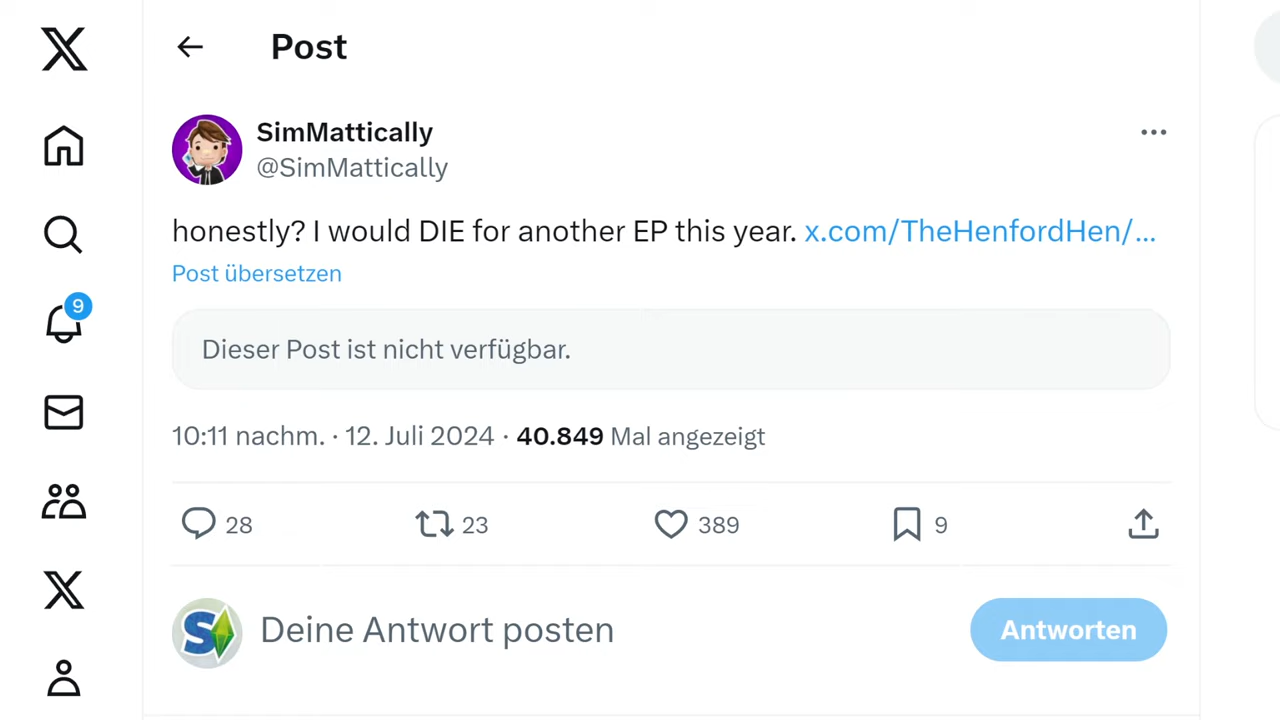 Post
SimMattically
@SimMattically
honestly? I would DIE for another EP this year. x.com/TheHenfordHen/…
Post übersetzen
9
Dieser Post ist nicht verfügbar.
10:11 nachm. · 12. Juli 2024 · 40.849 Mal angezeigt
28 23 389 9
Deine Antwort posten
Antworten